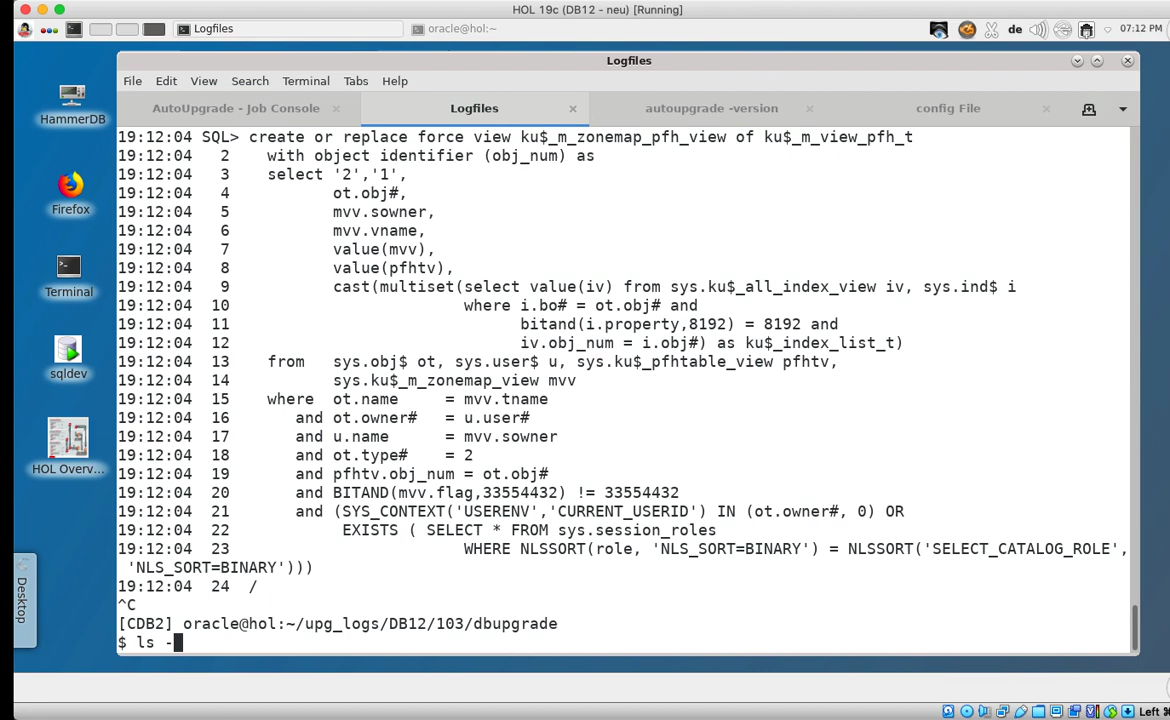 HOL 19c (DB12 - neu) [Running]
Logfiles
oracle@hol:~
de
07:12 PM
Logfiles
File Edit View Search Terminal Tabs Help
AutoUpgrade - Job Console
Logfiles
autoupgrade -version
config File
19:12:04 SQL> create or replace force view ku$_m_zonemap_pfh_view of ku$_m_view_pfh_t
19:12:04   2    with object identifier (obj_num) as
19:12:04   3    select '2','1',
19:12:04   4           ot.obj#,
19:12:04   5           mvv.sowner,
19:12:04   6           mvv.vname,
19:12:04   7           value(mvv),
19:12:04   8           value(pfhtv),
19:12:04   9           cast(multiset(select value(iv) from sys.ku$_all_index_view iv, sys.ind$ i
19:12:04  10                         where i.bo# = ot.obj# and
19:12:04  11                               bitand(i.property,8192) = 8192 and
19:12:04  12                               iv.obj_num = i.obj#) as ku$_index_list_t)
19:12:04  13    from   sys.obj$ ot, sys.user$ u, sys.ku$_pfhtable_view pfhtv,
19:12:04  14           sys.ku$_m_zonemap_view mvv
19:12:04  15    where  ot.name     = mvv.tname
19:12:04  16       and ot.owner#   = u.user#
19:12:04  17       and u.name      = mvv.sowner
19:12:04  18       and ot.type#    = 2
19:12:04  19       and pfhtv.obj_num = ot.obj#
19:12:04  20       and BITAND(mvv.flag,33554432) != 33554432
19:12:04  21       and (SYS_CONTEXT('USERENV','CURRENT_USERID') IN (ot.owner#, 0) OR
19:12:04  22            EXISTS ( SELECT * FROM sys.session_roles
19:12:04  23                         WHERE NLSSORT(role, 'NLS_SORT=BINARY') = NLSSORT('SELECT_CATALOG_ROLE',
'NLS_SORT=BINARY')))
19:12:04  24  /
^C
[CDB2] oracle@hol:~/upg_logs/DB12/103/dbupgrade
$ ls -
HammerDB
Firefox
Terminal
sqldev
HOL Overv...
Desktop
Left ⌘